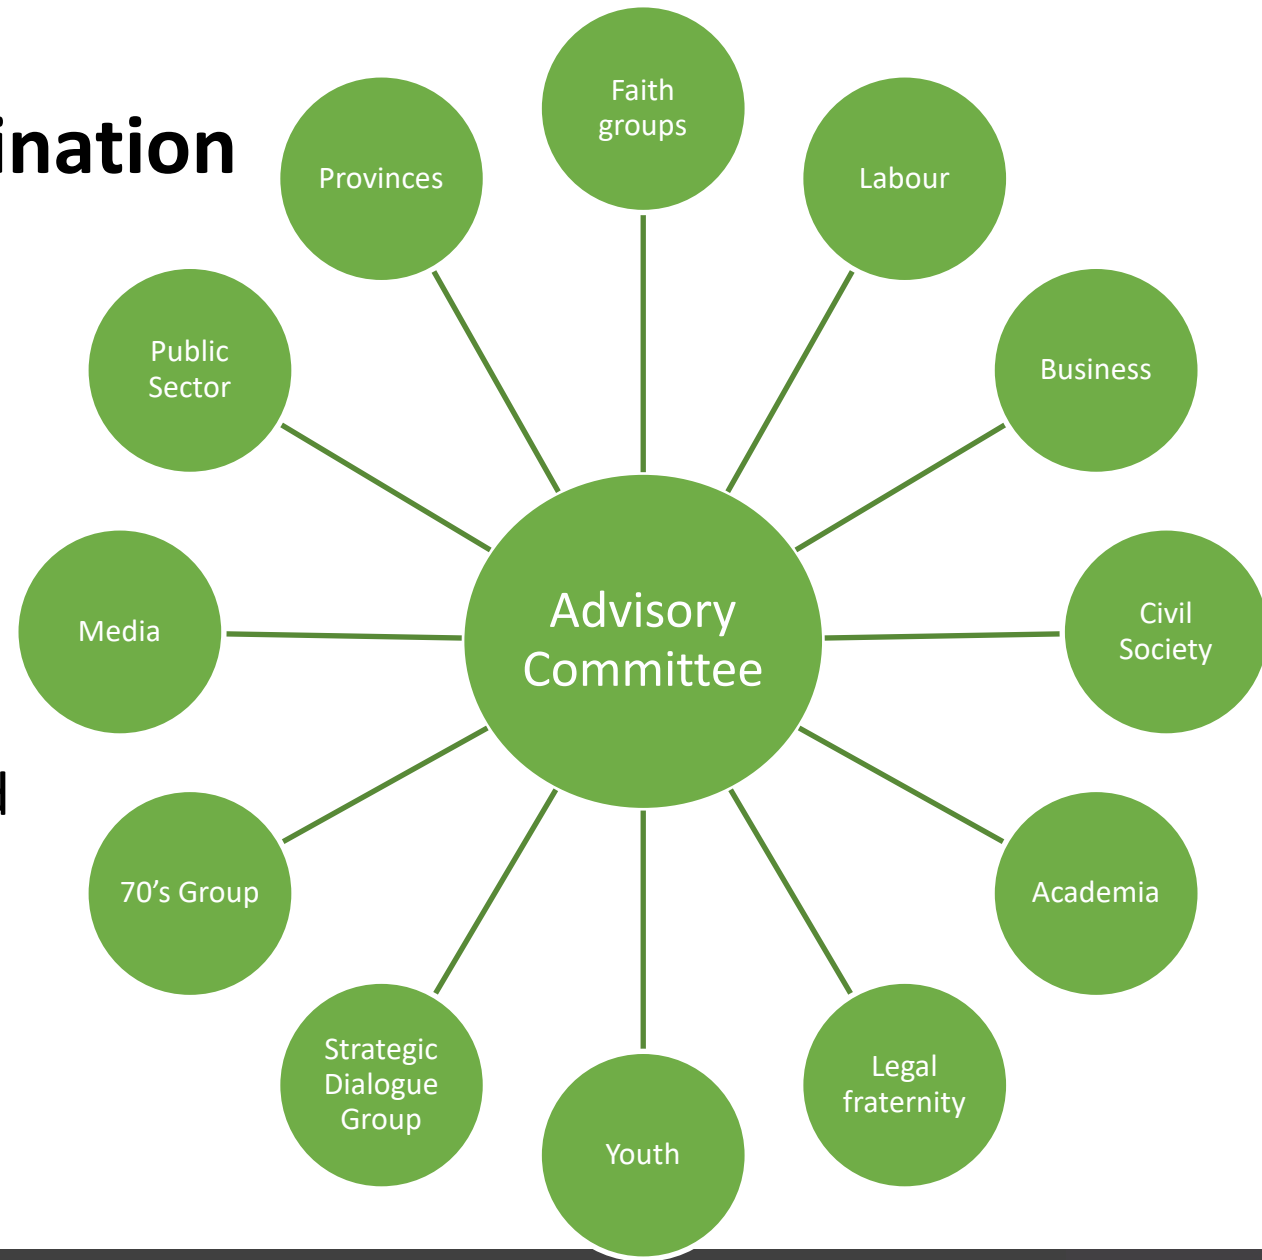 ination
Faith
groups
Labour
Business
Civil
Society
Academia
Legal
fraternity
Youth
Strategic
Dialogue
Group
70’s Group
Media
Public
Sector
Provinces
Advisory
Committee
d